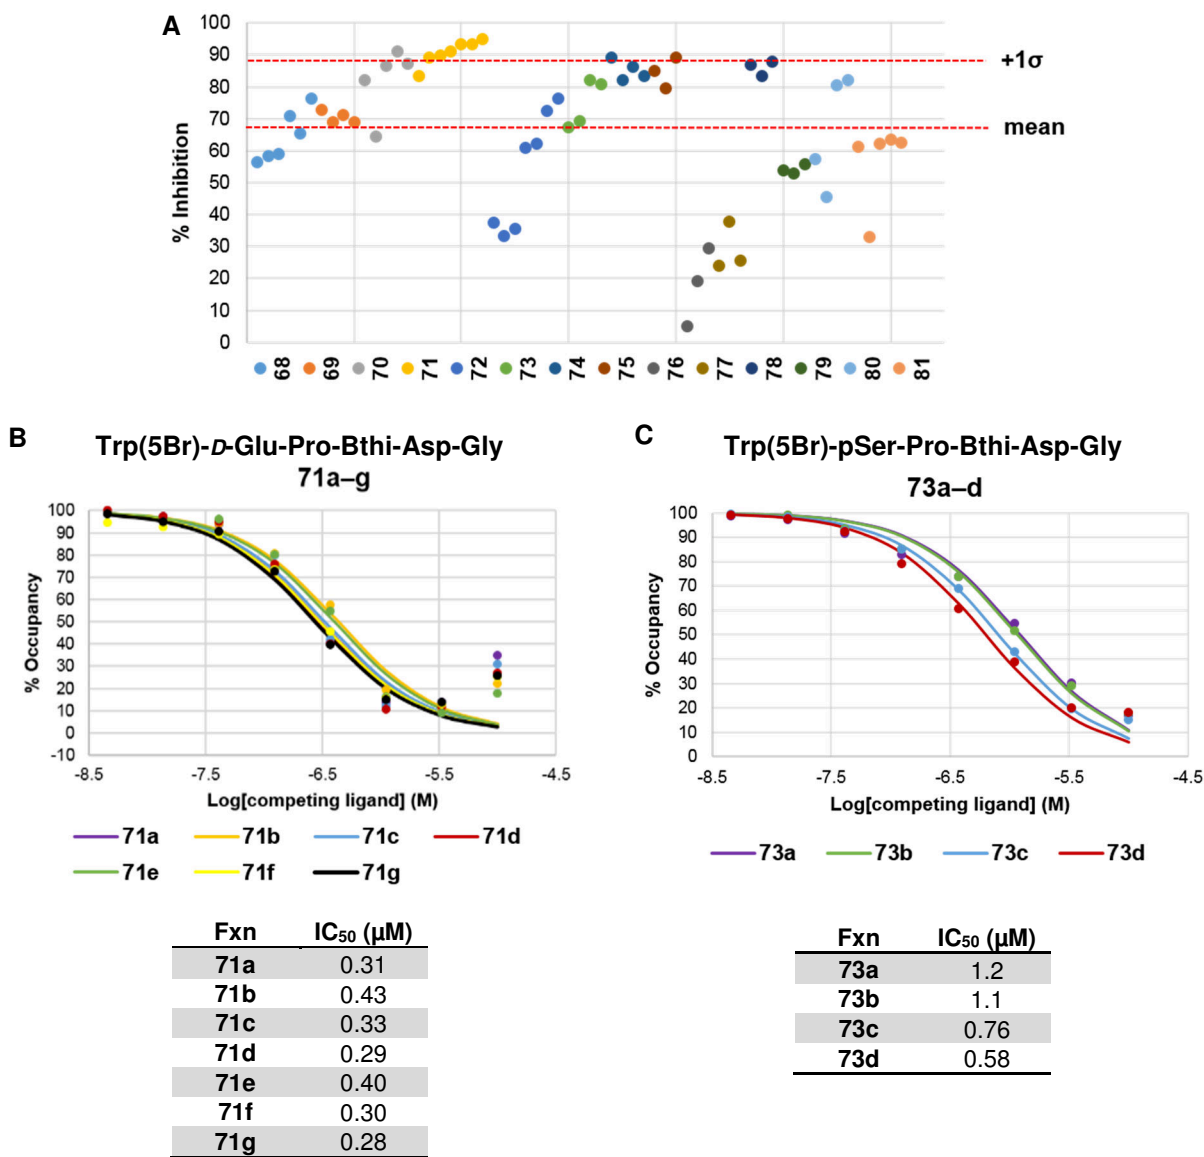 A
% Inhibition
100
90
80
70
60
50
40
30
20
10
0
+1σ
mean
68 69 70 71 72 73 74 75 76 77 78 79 80 81
B
Trp(5Br)-D-Glu-Pro-Bthi-Asp-Gly
71a–g
% Occupancy
100
90
80
70
60
50
40
30
20
10
0
-10
-8.5 -7.5 -6.5 -5.5 -4.5
Log[competing ligand] (M)
71a 71b 71c 71d
71e 71f 71g
Fxn IC50 (µM)
71a 0.31
71b 0.43
71c 0.33
71d 0.29
71e 0.40
71f 0.30
71g 0.28
C
Trp(5Br)-pSer-Pro-Bthi-Asp-Gly
73a–d
% Occupancy
100
90
80
70
60
50
40
30
20
10
0
-8.5 -7.5 -6.5 -5.5 -4.5
Log[competing ligand] (M)
73a 73b 73c 73d
Fxn IC50 (µM)
73a 1.2
73b 1.1
73c 0.76
73d 0.58